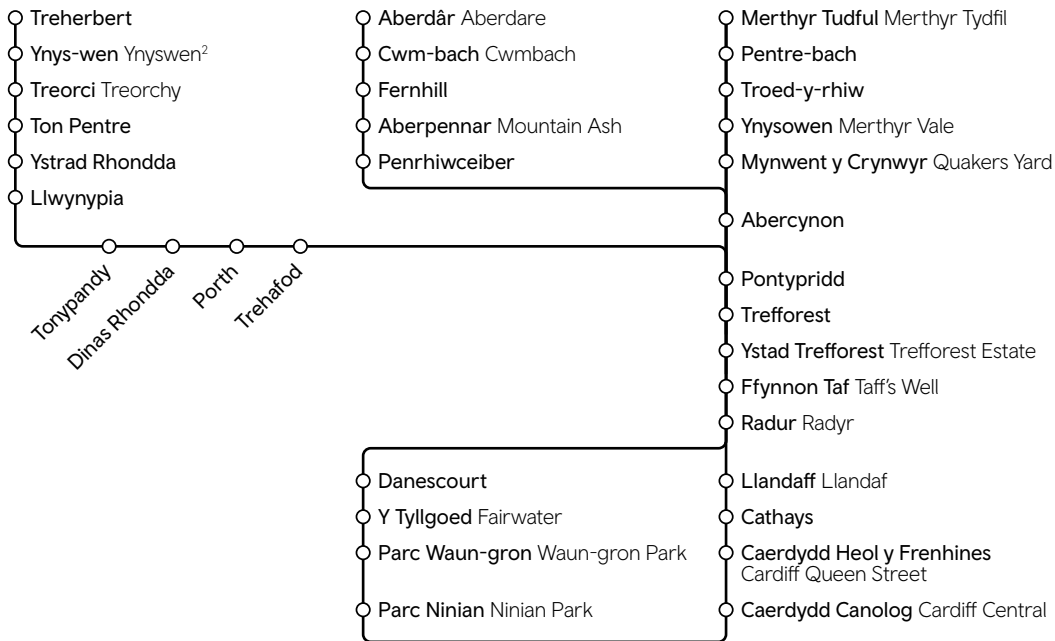 Treherbert
Ynys-wen Ynyswen²
Treorci Treorchy
Ton Pentre
Ystrad Rhondda
Llwynypia
Tonypandy
Dinas Rhondda
Porth
Trehafod
Aberdâr Aberdare
Cwm-bach Cwmbach
Fernhill
Aberpennar Mountain Ash
Penrhiwceiber
Merthyr Tudful Merthyr Tydfil
Pentre-bach
Troed-y-rhiw
Ynysowen Merthyr Vale
Mynwent y Crynwyr Quakers Yard
Abercynon
Pontypridd
Trefforest
Ystad Trefforest Trefforest Estate
Ffynnon Taf Taff's Well
Radur Radyr
Danescourt
Y Tyllgoed Fairwater
Parc Waun-gron Waun-gron Park
Parc Ninian Ninian Park
Llandaff Llandaf
Cathays
Caerdydd Heol y Frenhines
Cardiff Queen Street
Caerdydd Canolog Cardiff Central